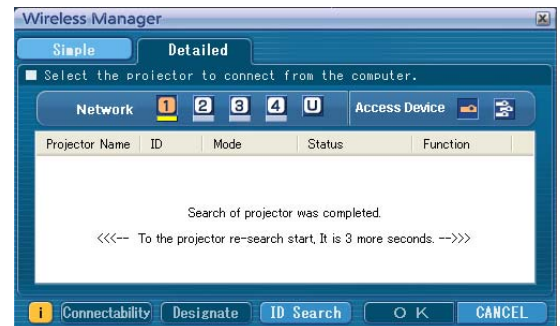 Wireless Manager
Simple Detailed
Select the projector to connect from the computer.
Network 1 2 3 4 U Access Device
Projector Name ID Mode Status Function
Search of projector was completed.
<<<-- To the projector re-search start, It is 3 more seconds. -->>>
i Connectability Designate ID Search O K CANCEL